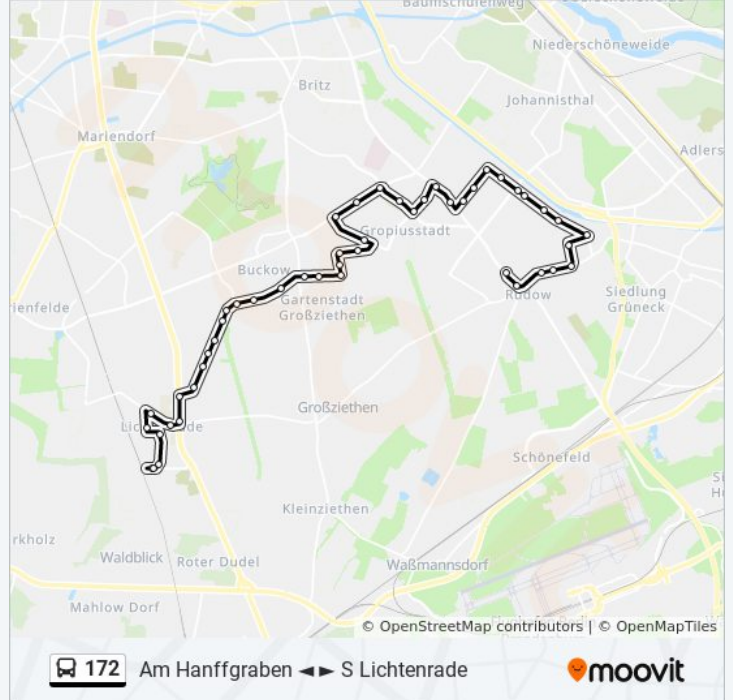 Baumschulenweg
Niederschöneweide
Britz
Johannisthal
Mariendorf
Adlers
Gropiusstadt
Buckow
Gartenstadt
Großziethen
Rudow
Siedlung
Grüneck
ienfelde
Großziethen
Schönefeld
Kleinziethen
rkholz
Waldblick
Roter Dudel
Waßmannsdorf
Mahlow Dorf
© OpenStreetMap contributors | © OpenMapTiles
172 Am Hanffgraben ◄► S Lichtenrade
moovit